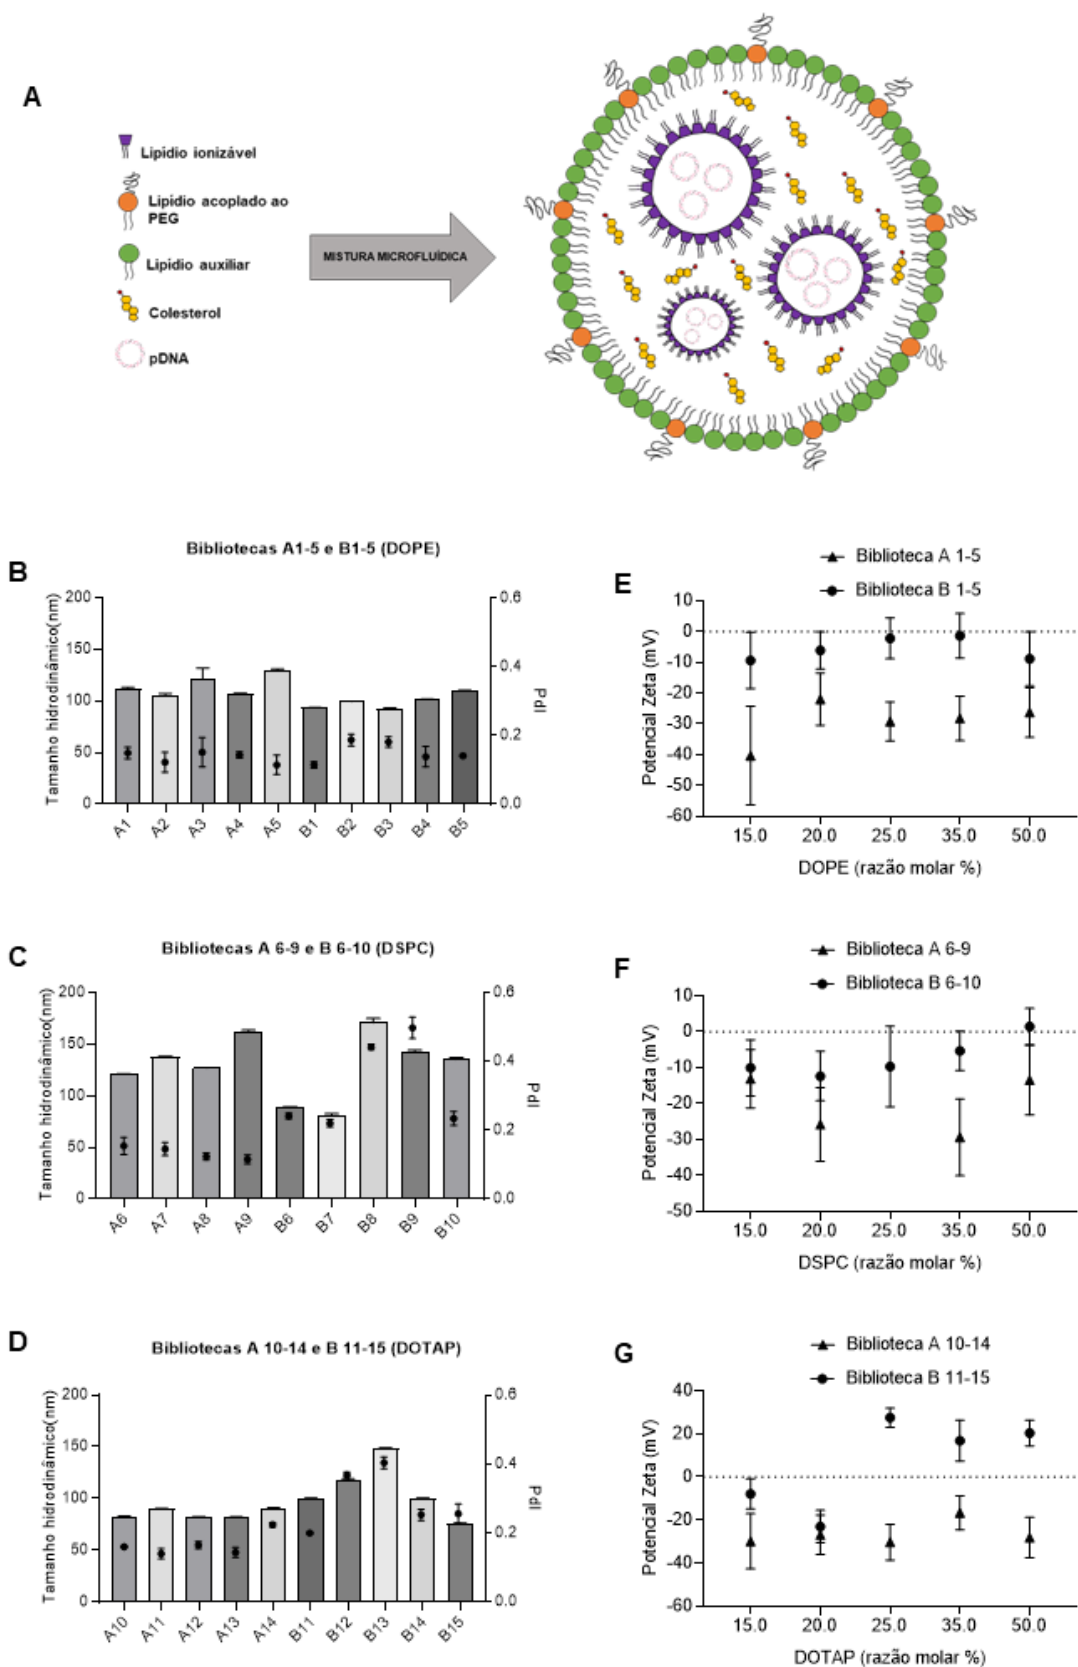 A
Lipídio ionizável
Lipídio acoplado ao
PEG
Lipídio auxiliar
Colesterol
pDNA
MISTURA MICROFLUÍDICA
B
Bibliotecas A1-5 e B1-5 (DOPE)
Tamanho hidrodinâmico(nm)
200
150
100
50
0
0.6
0.4
0.2
0.0
PdI
A1
A2
A3
A4
A5
B1
B2
B3
B4
B5
E
Biblioteca A 1-5
Biblioteca B 1-5
Potencial Zeta (mV)
10
0
-10
-20
-30
-40
-50
-60
15.0
20.0
25.0
35.0
50.0
DOPE (razão molar %)
C
Bibliotecas A 6-9 e B 6-10 (DSPC)
Tamanho hidrodinâmico(nm)
200
150
100
50
0
0.6
0.4
0.2
0.0
PdI
A6
A7
A8
A9
B6
B7
B8
B9
B10
F
Biblioteca A 6-9
Biblioteca B 6-10
Potencial Zeta (mV)
10
0
-10
-20
-30
-40
-50
15.0
20.0
25.0
35.0
50.0
DSPC (razão molar %)
D
Bibliotecas A 10-14 e B 11-15 (DOTAP)
Tamanho hidrodinâmico(nm)
200
150
100
50
0
0.6
0.4
0.2
0.0
PdI
A10
A11
A12
A13
A14
B11
B12
B13
B14
B15
G
Biblioteca A 10-14
Biblioteca B 11-15
Potencial Zeta (mV)
40
20
0
-20
-40
-60
15.0
20.0
25.0
35.0
50.0
DOTAP (razão molar %)